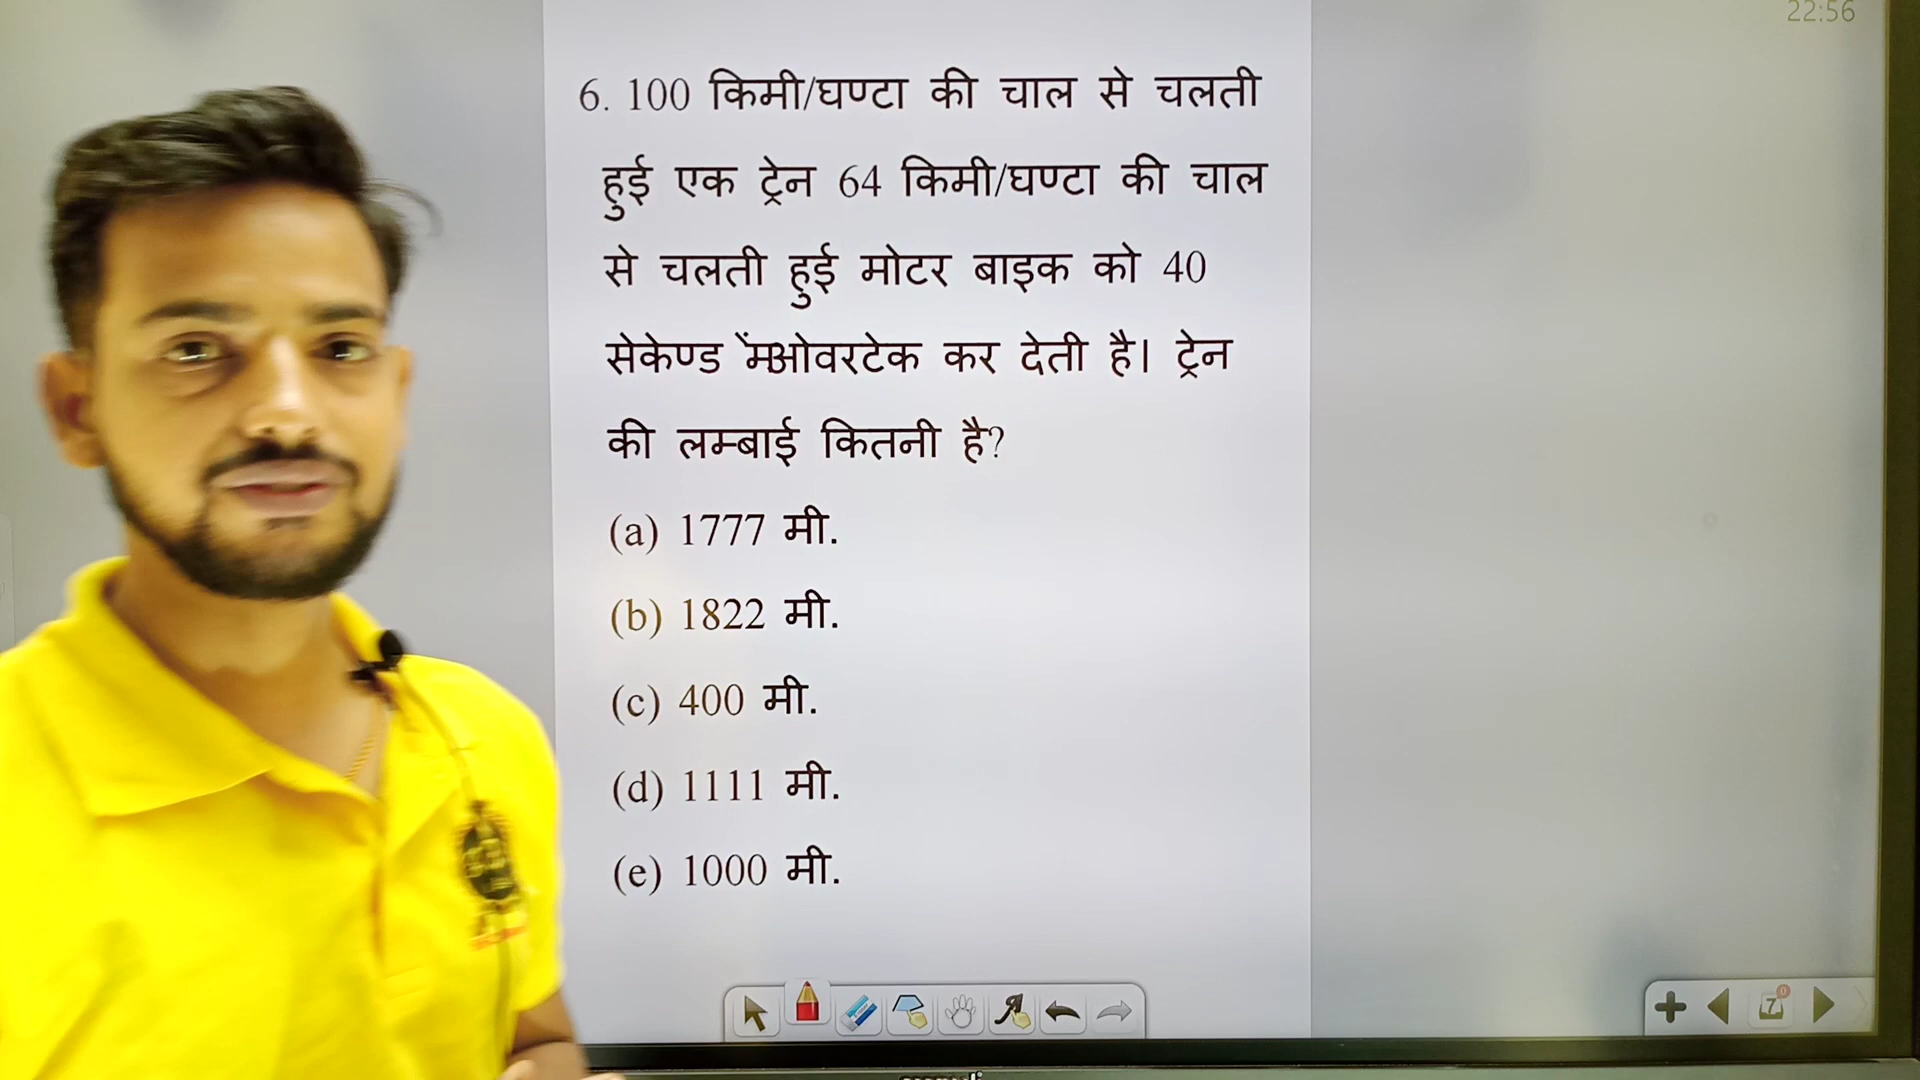 22:56
6. 100 किमी/घण्टा की चाल से चलती
हुई एक ट्रेन 64 किमी/घण्टा की चाल
से चलती हुई मोटर बाइक को 40
सेकेण्ड में ओवरटेक कर देती है। ट्रेन
की लम्बाई कितनी है?
(a) 1777 मी.
(b) 1822 मी.
(c) 400 मी.
(d) 1111 मी.
(e) 1000 मी.
7